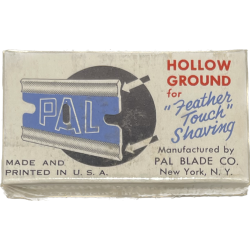 HOLLOW
GROUND
for
"Feather
Touch"
Shaving
PAL
Manufactured by
PAL BLADE CO.
New York, N. Y.
MADE AND
PRINTED IN U. S. A.